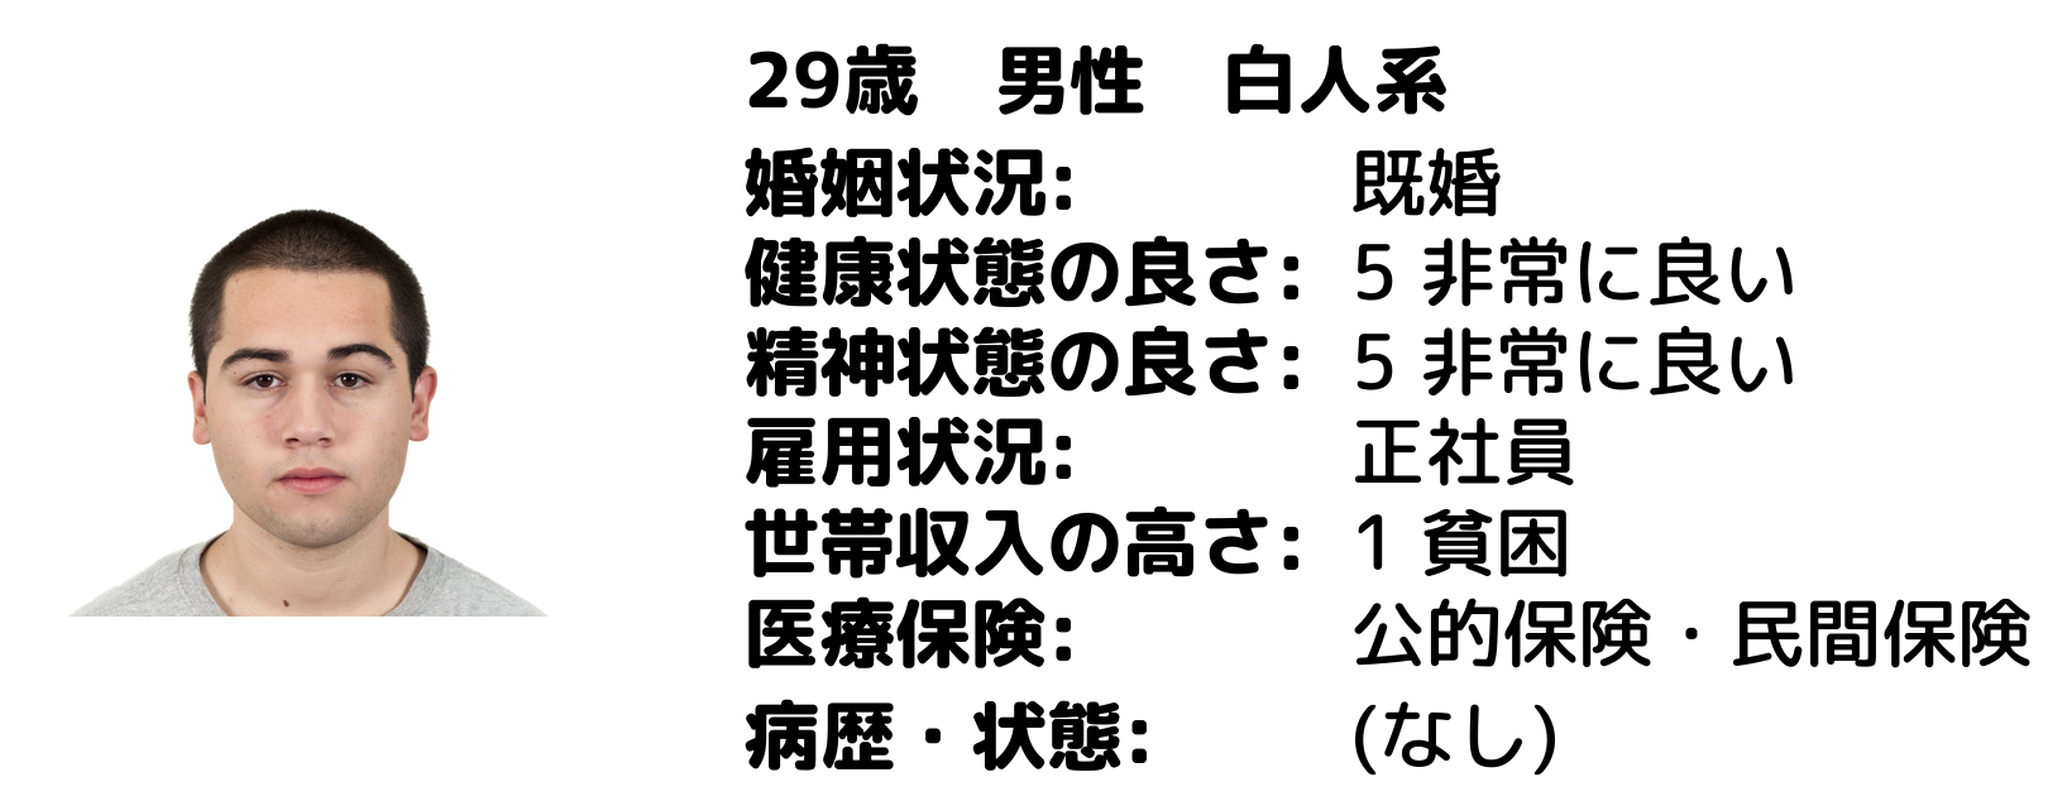 29歳　男性　白人系
婚姻状況: 既婚
健康状態の良さ: 5 非常に良い
精神状態の良さ: 5 非常に良い
雇用状況: 正社員
世帯収入の高さ: 1 貧困
医療保険: 公的保険・民間保険
病歴・状態: (なし)